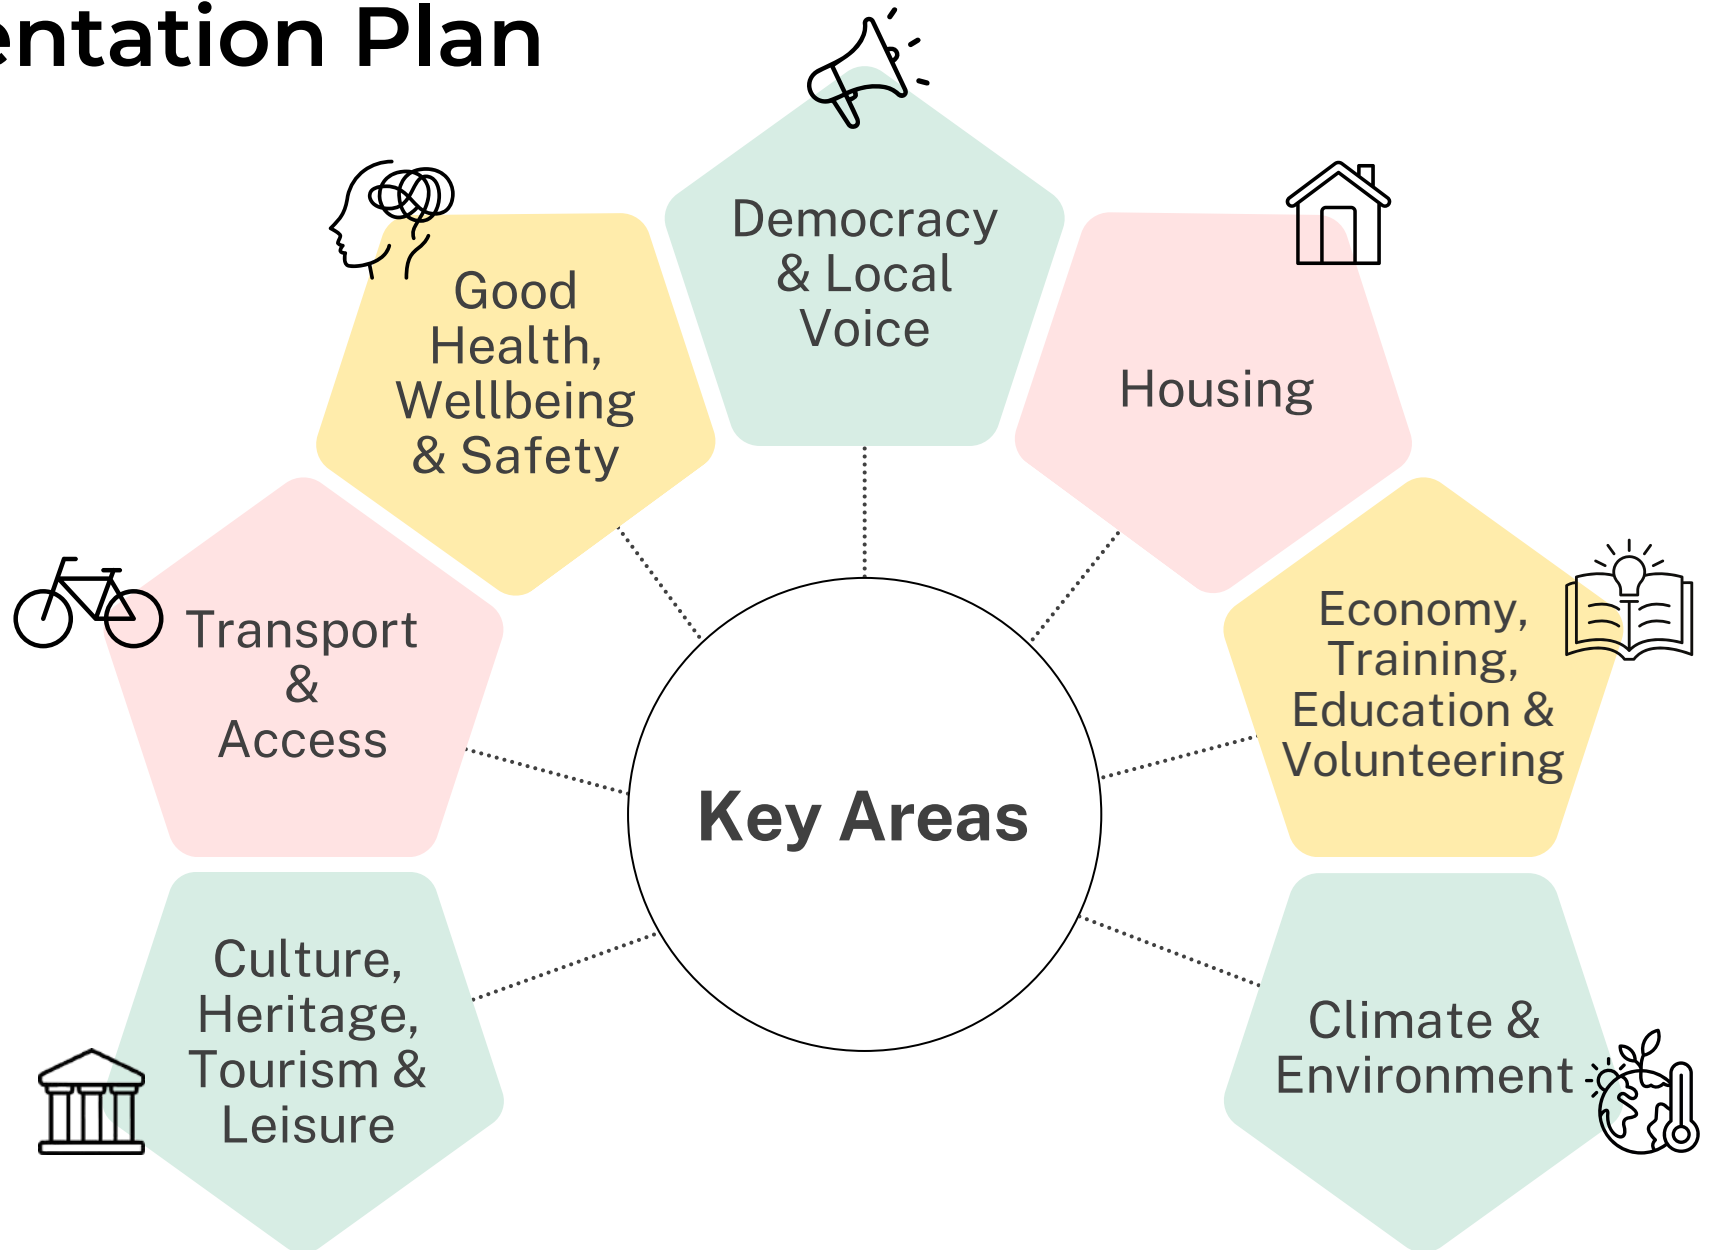 entation Plan
Democracy
& Local
Voice
Good
Health,
Wellbeing
& Safety
Housing
Transport
&
Access
Economy,
Training,
Education &
Volunteering
Key Areas
Culture,
Heritage,
Tourism &
Leisure
Climate &
Environment